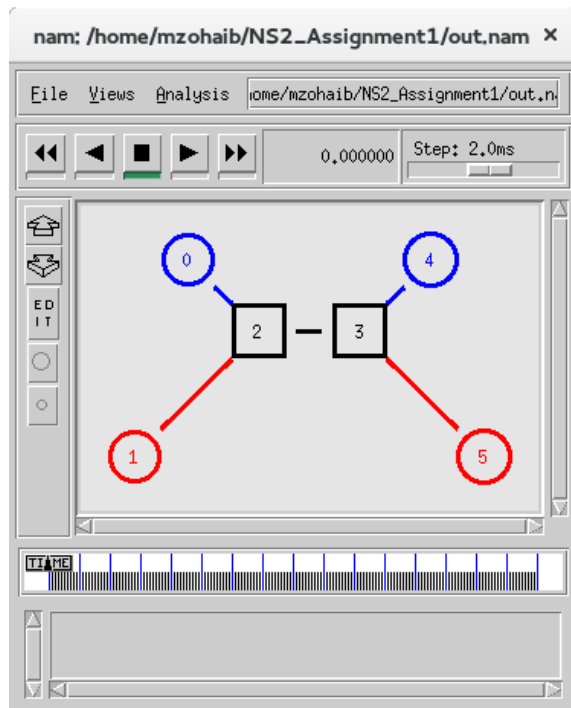 nam: /home/mzohaib/NS2_Assignment1/out.nam ×
File Views Analysis ome/mzohaib/NS2_Assignment1/out.n
0.000000 Step: 2.0ms
0 4
ED
IT
2 3
1 5
TIME